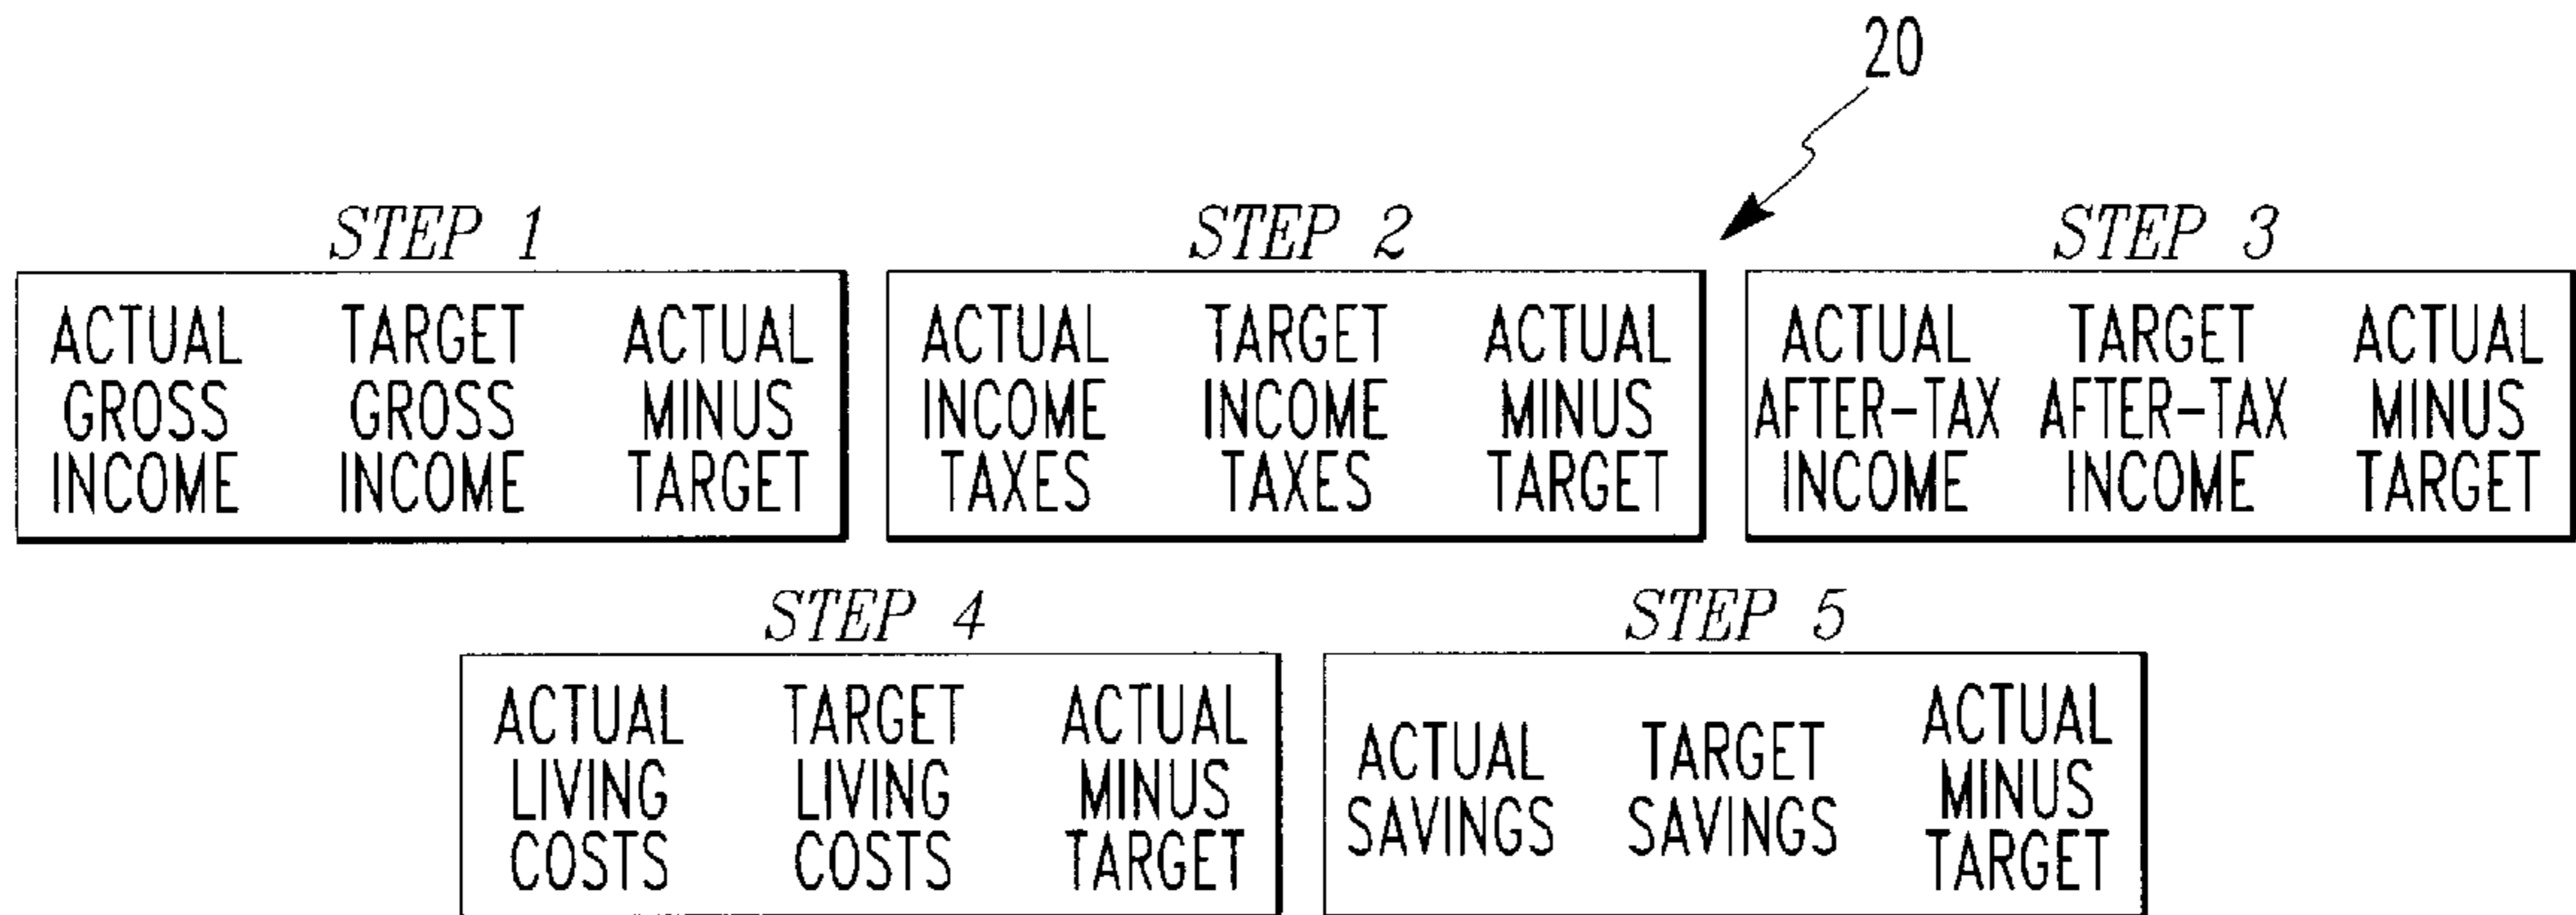 20
STEP 1
ACTUAL TARGET ACTUAL
GROSS GROSS MINUS
INCOME INCOME TARGET
STEP 2
ACTUAL TARGET ACTUAL
INCOME INCOME MINUS
TAXES TAXES TARGET
STEP 3
ACTUAL TARGET ACTUAL
AFTER-TAX AFTER-TAX MINUS
INCOME INCOME TARGET
STEP 4
ACTUAL TARGET ACTUAL
LIVING LIVING MINUS
COSTS COSTS TARGET
STEP 5
ACTUAL
SAVINGS
TARGET
SAVINGS
ACTUAL
MINUS
TARGET